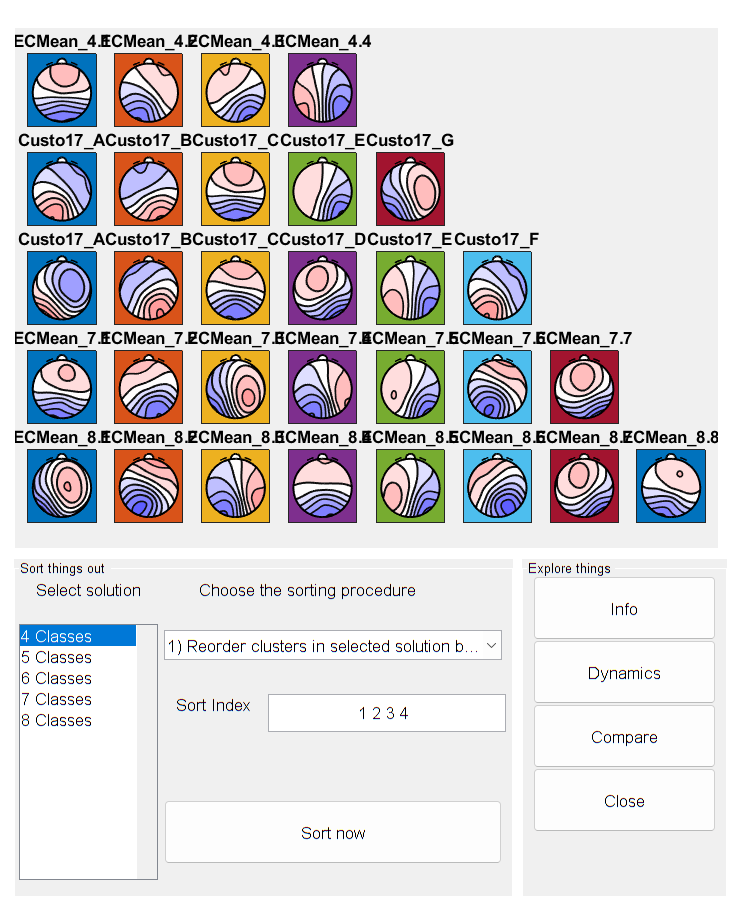 ECMean_4.1 ECMean_4.2 ECMean_4.3 ECMean_4.4
Custo17_A Custo17_B Custo17_C Custo17_E Custo17_G
Custo17_A Custo17_B Custo17_C Custo17_D Custo17_E Custo17_F
ECMean_7.1 ECMean_7.2 ECMean_7.3 ECMean_7.4 ECMean_7.5 ECMean_7.6 ECMean_7.7
ECMean_8.1 ECMean_8.2 ECMean_8.3 ECMean_8.4 ECMean_8.5 ECMean_8.6 ECMean_8.7 ECMean_8.8
Sort things out
Select solution
Choose the sorting procedure
4 Classes
5 Classes
6 Classes
7 Classes
8 Classes
1) Reorder clusters in selected solution b...
Sort Index
1 2 3 4
Sort now
Explore things
Info
Dynamics
Compare
Close